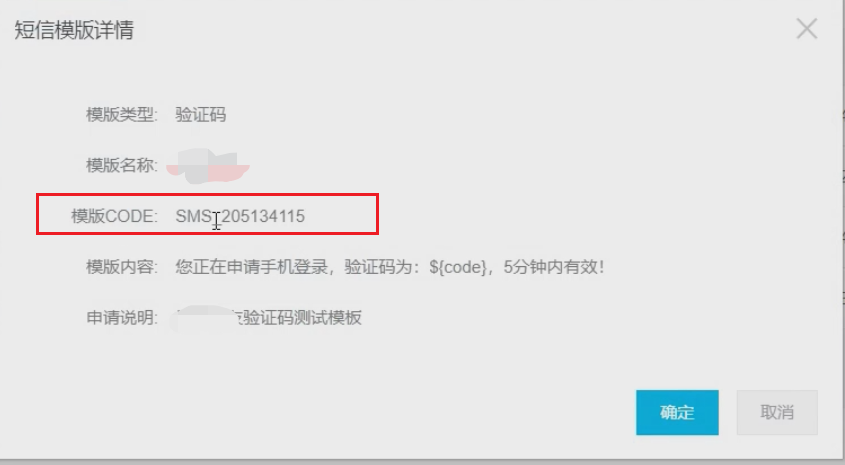 短信模版详情
模版类型: 验证码
模版名称:
模版CODE: SMS_205134115
模版内容: 您正在申请手机登录，验证码为：${code}，5分钟内有效！
申请说明: 验证码测试模板
确定 取消